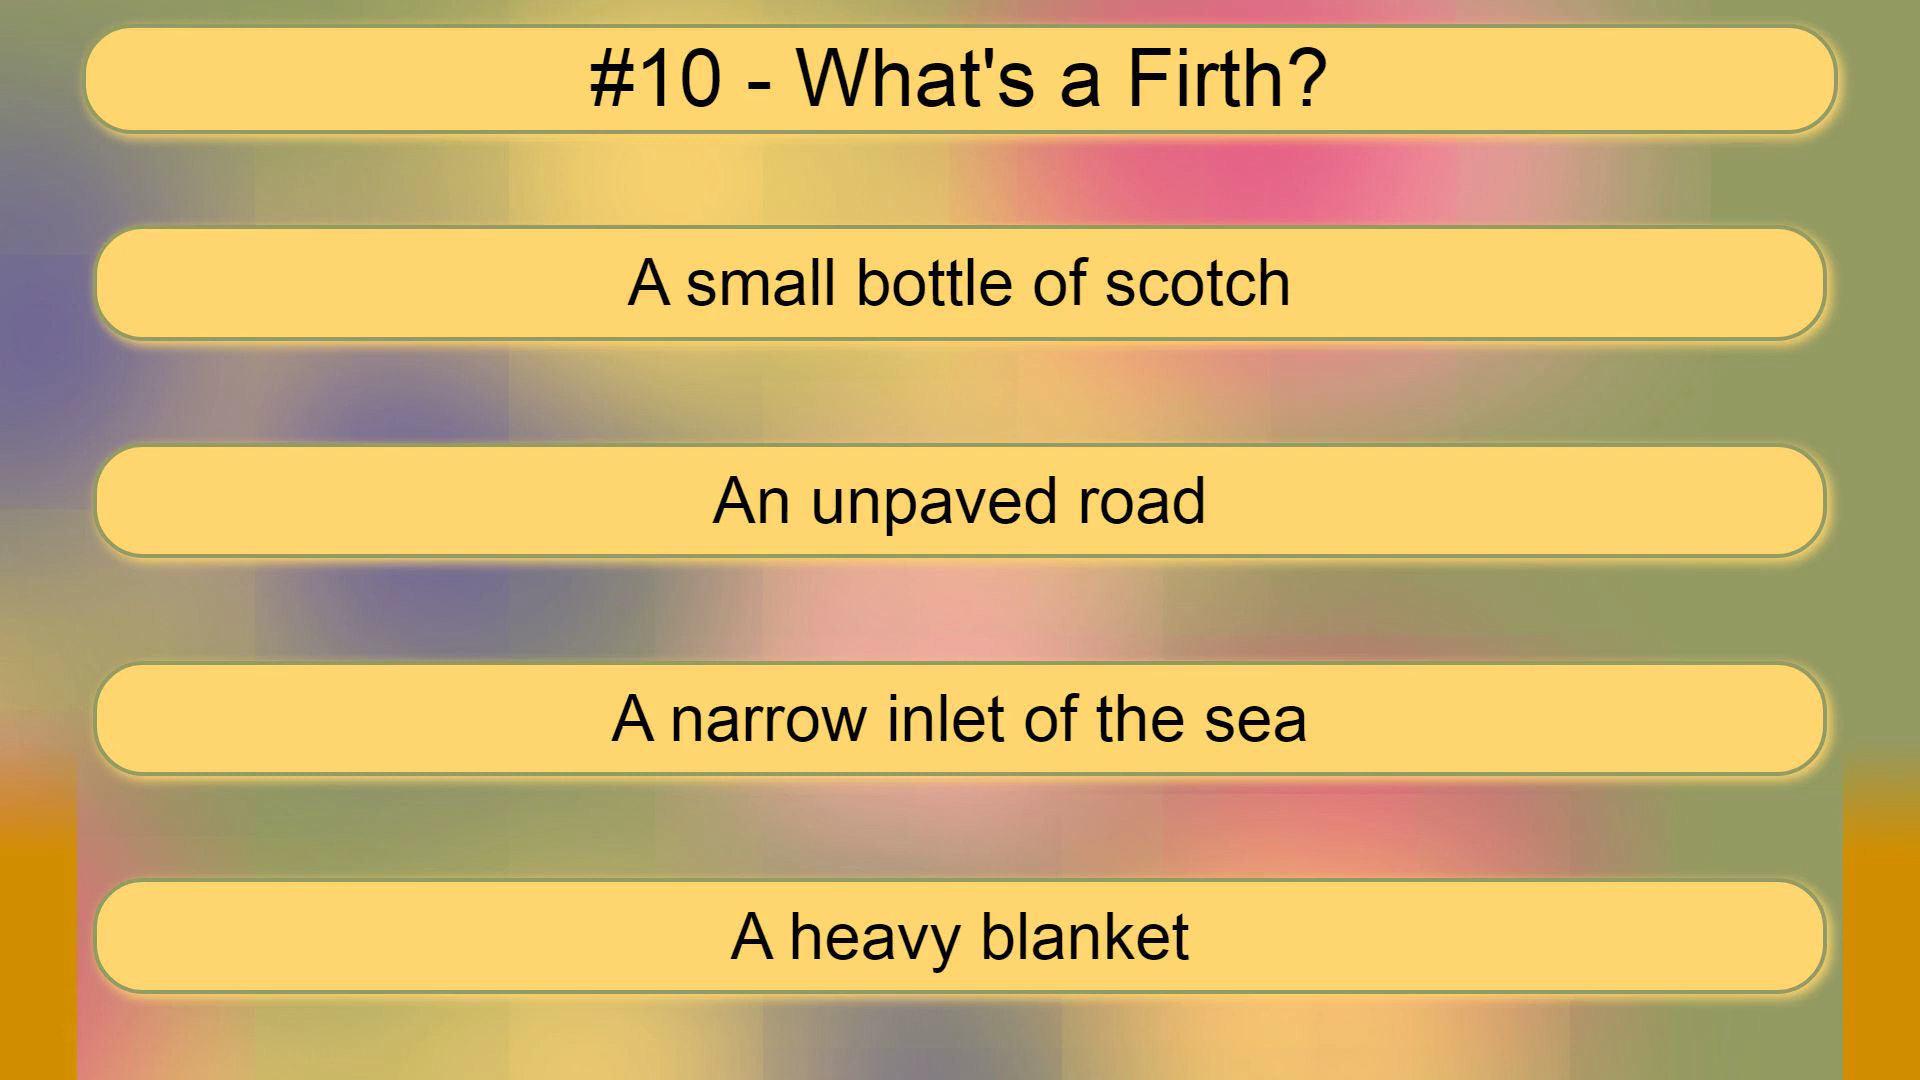 #10 - What's a Firth?
A small bottle of scotch
An unpaved road
A narrow inlet of the sea
A heavy blanket